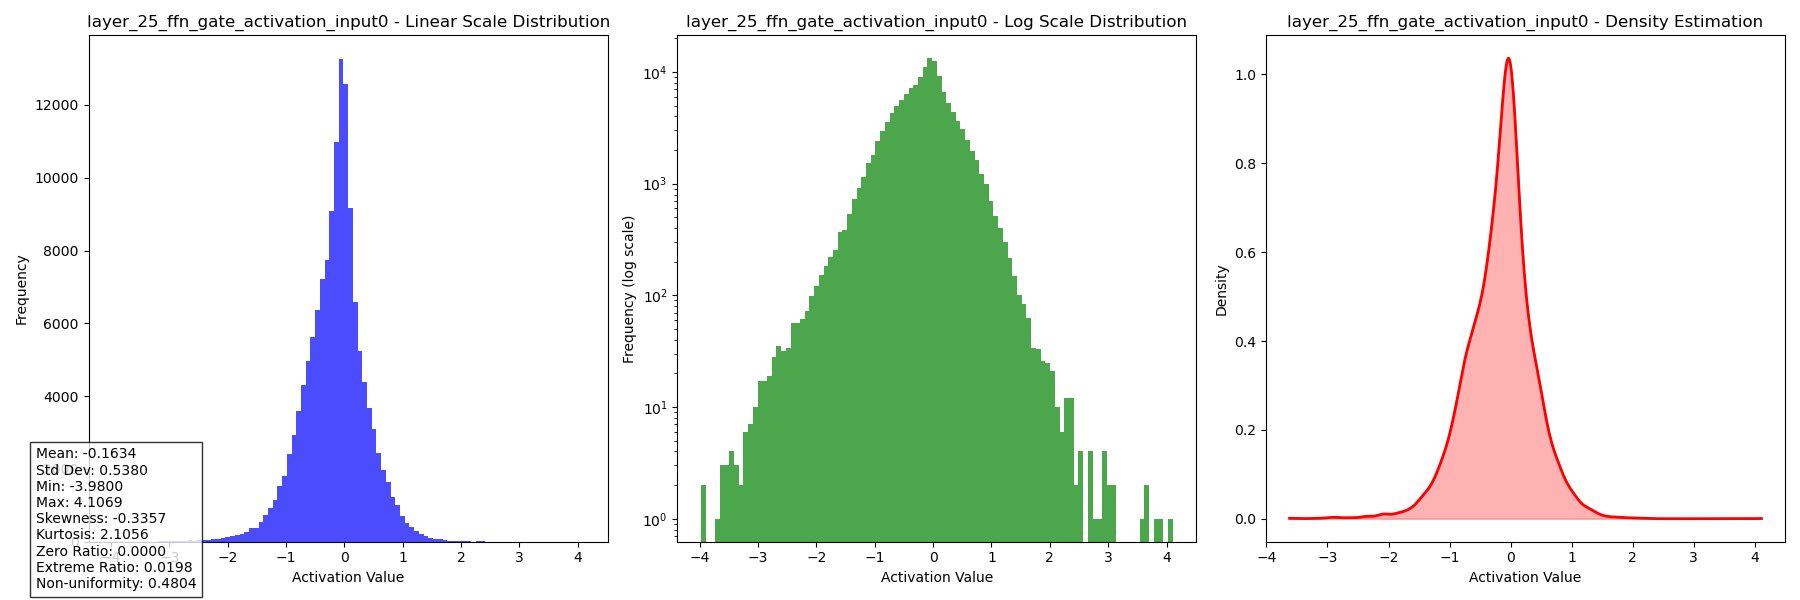 layer_25_ffn_gate_activation_input0 - Linear Scale Distribution
Frequency
12000
10000
8000
6000
4000
−2 −1 0 1 2 3 4
Activation Value
Mean: -0.1634
Std Dev: 0.5380
Min: -3.9800
Max: 4.1069
Skewness: -0.3357
Kurtosis: 2.1056
Zero Ratio: 0.0000
Extreme Ratio: 0.0198
Non-uniformity: 0.4804
layer_25_ffn_gate_activation_input0 - Log Scale Distribution
Frequency (log scale)
10⁴
10³
10²
10¹
10⁰
−4 −3 −2 −1 0 1 2 3 4
Activation Value
layer_25_ffn_gate_activation_input0 - Density Estimation
Density
1.0
0.8
0.6
0.4
0.2
0.0
−4 −3 −2 −1 0 1 2 3 4
Activation Value